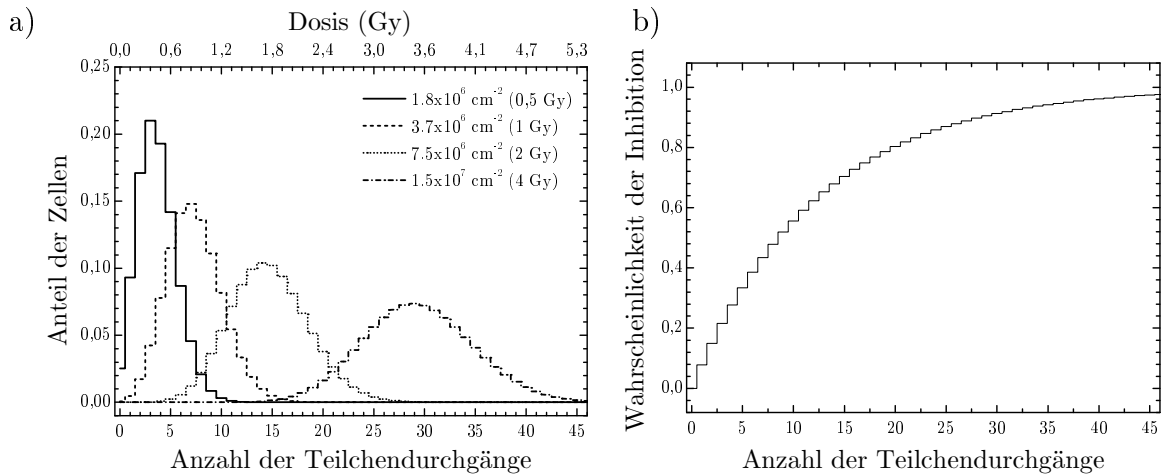 a)
Dosis (Gy)
0,0 0,6 1,2 1,8 2,4 3,0 3,6 4,1 4,7 5,3
0,25
0,20
0,15
0,10
0,05
0,00
Anteil der Zellen
1.8x10⁶ cm⁻² (0,5 Gy)
3.7x10⁶ cm⁻² (1 Gy)
7.5x10⁶ cm⁻² (2 Gy)
1.5x10⁷ cm⁻² (4 Gy)
0 5 10 15 20 25 30 35 40 45
Anzahl der Teilchendurchgänge
b)
Wahrscheinlichkeit der Inhibition
1,0
0,8
0,6
0,4
0,2
0,0
0 5 10 15 20 25 30 35 40 45
Anzahl der Teilchendurchgänge